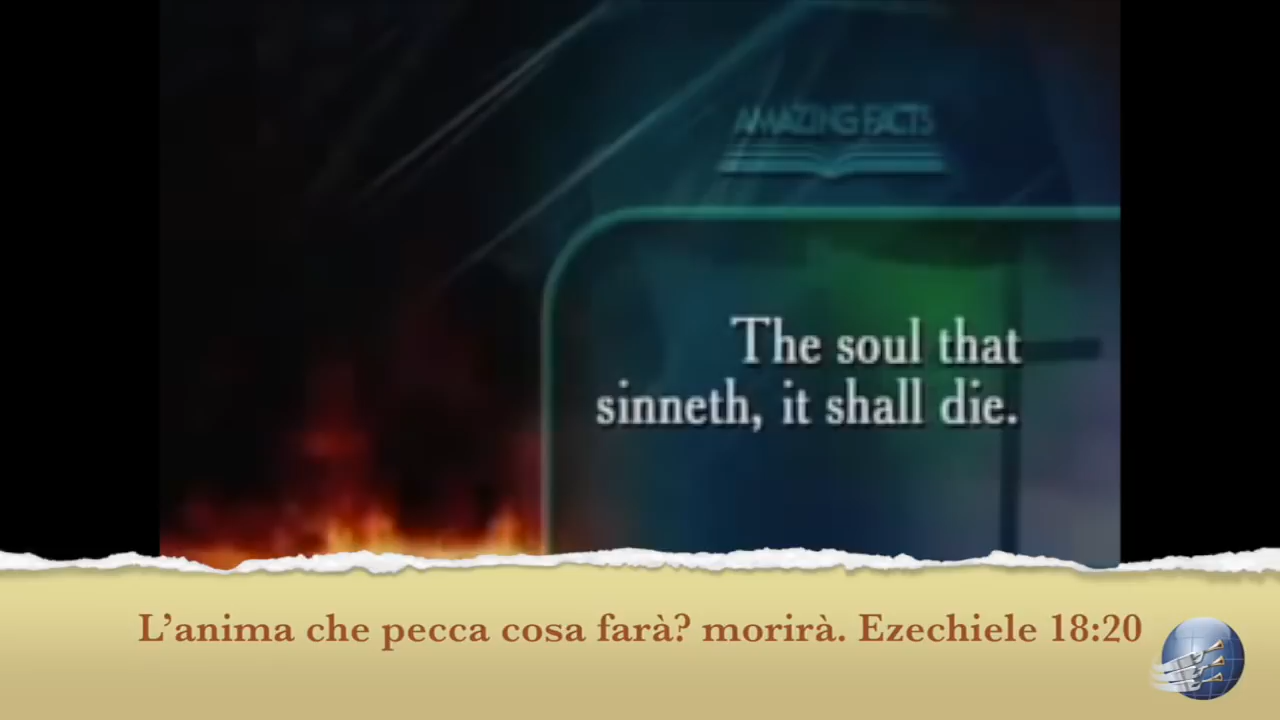 AMAZING FACTS
The soul that
sinneth, it shall die.
L’anima che pecca cosa farà? morirà. Ezechiele 18:20